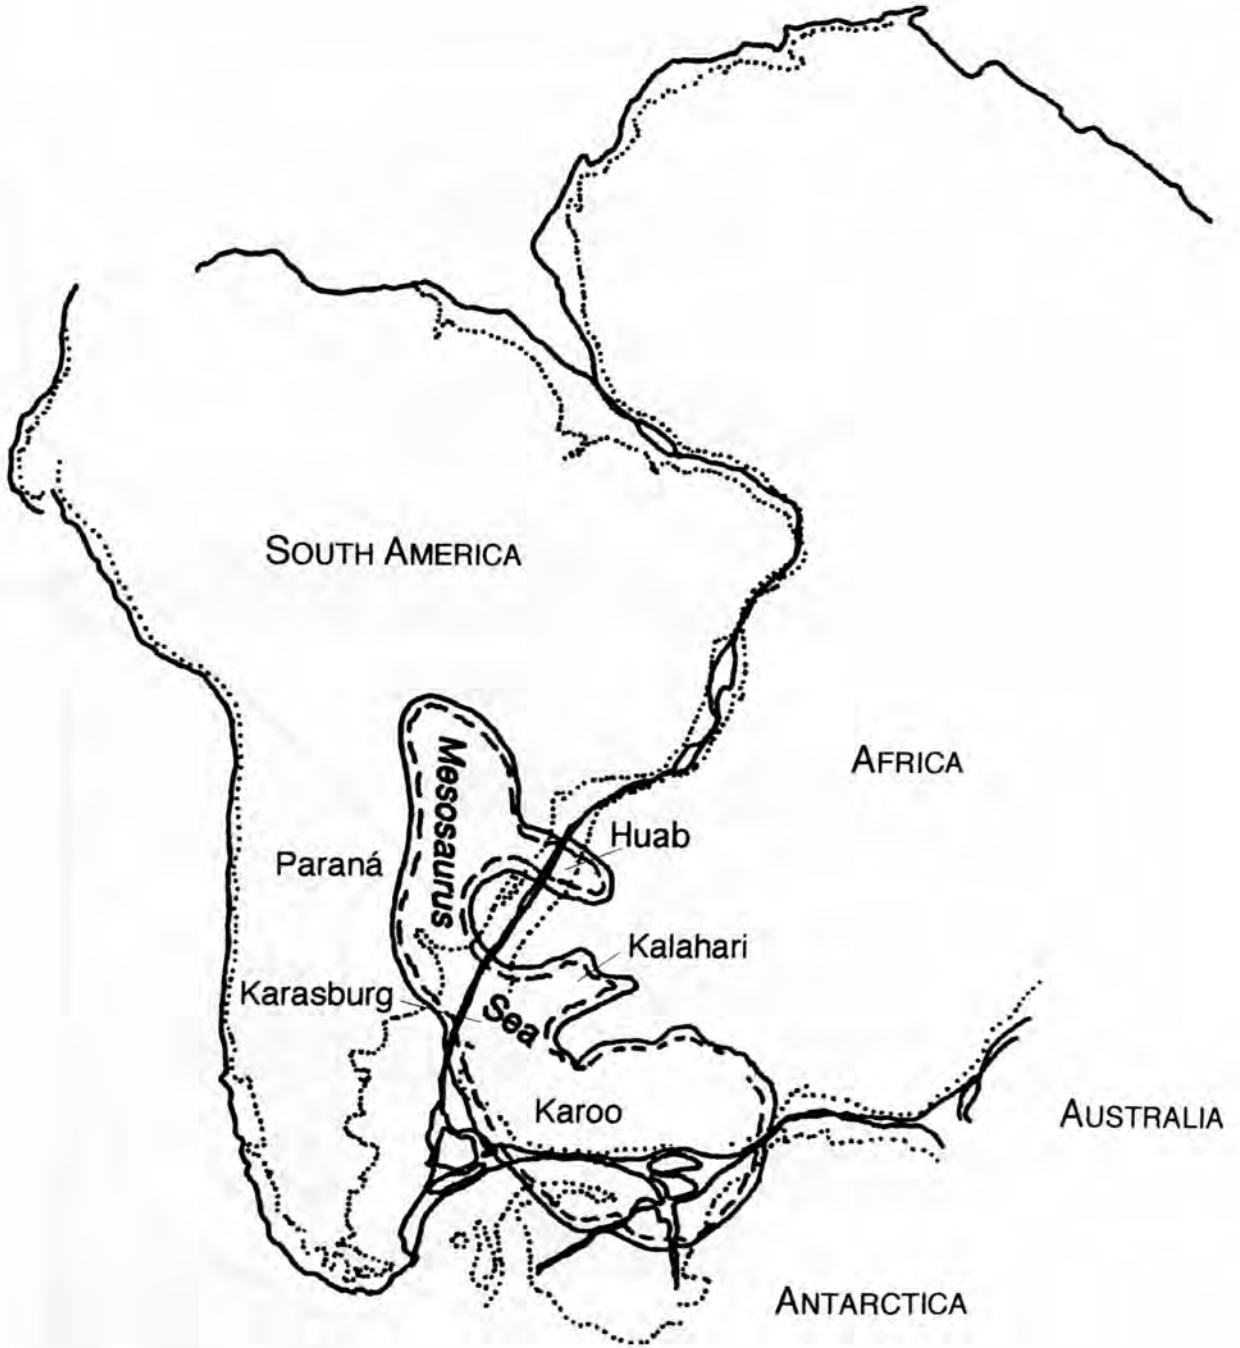 SOUTH AMERICA
AFRICA
Mesosaurus
Huab
Paraná
Kalahari
Karasburg
Sea
Karoo
AUSTRALIA
ANTARCTICA